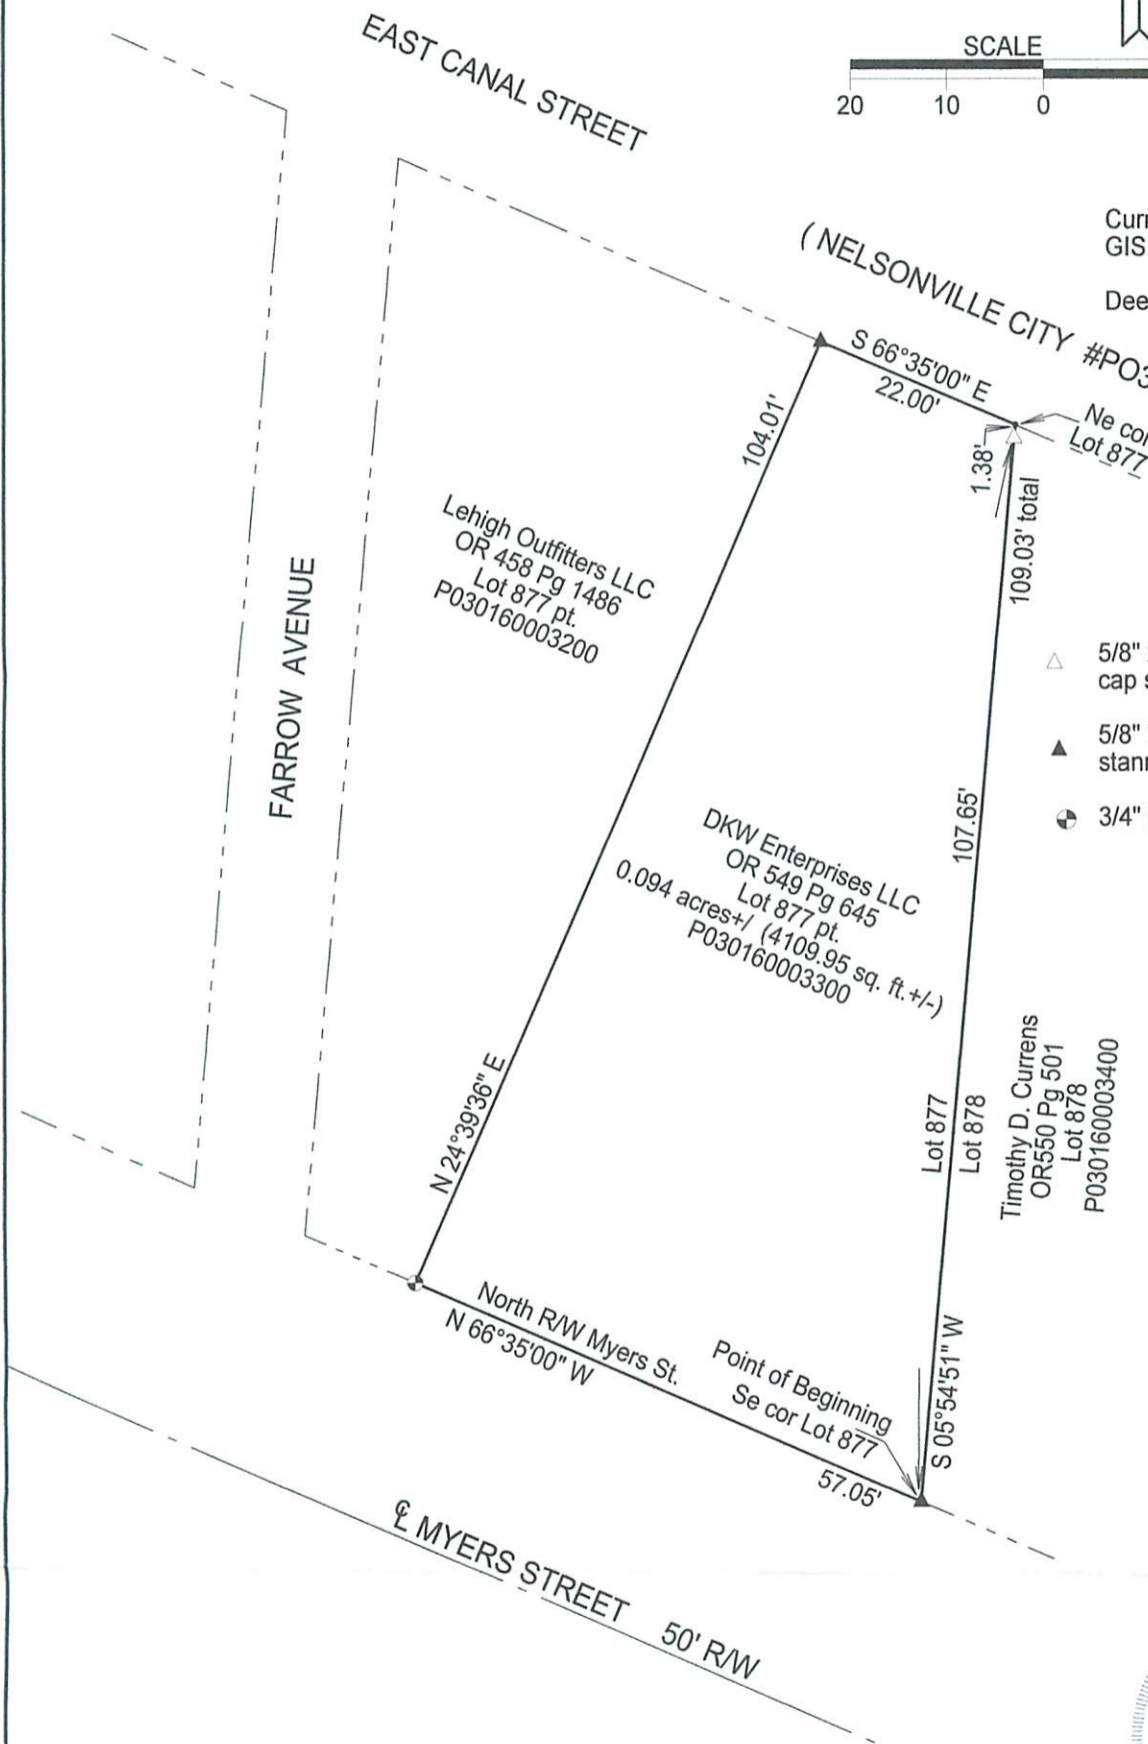 EAST CANAL STREET
SCALE
20 10 0
( NELSONVILLE CITY #PO3
GIS
S 66°35'00" E
22.00'
Lot 877
1.38'
104.01'
109.03' total
Lehigh Outfitters LLC
OR 458 Pg 1486
Lot 877 pt.
P030160003200
FARROW AVENUE
5/8"
cap
5/8"
3/4"
107.65'
DKW Enterprises LLC
OR 549 Pg 645
Lot 877 pt.
0.094 acres+/ (4109.95 sq. ft.+/-)
P030160003300
N 24°39'36" E
Lot 877
Lot 878
Timothy D. Currens
OR550 Pg 501
Lot 878
P030160003400
North R/W Myers St.
N 66°35'00" W
Point of Beginning
Se cor Lot 877
S 05°54'51" W
57.05'
℄ MYERS STREET 50' R/W